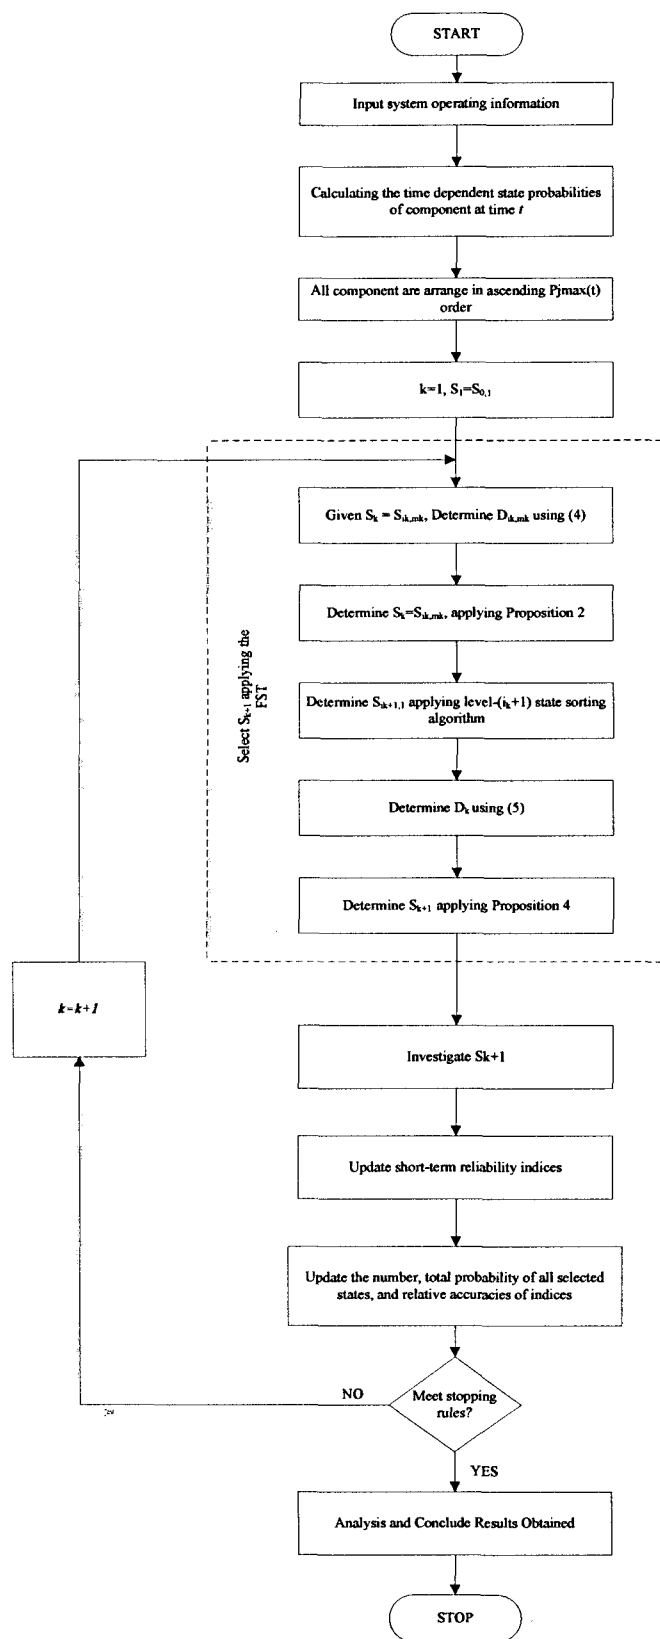 START
Input system operating information
Calculating the time dependent state probabilities
of component at time t
All component are arrange in ascending Pjmax(t)
order
k=1, S1=S0,1
Given Sk = Sik,mk, Determine Dik,mk using (4)
Determine Sk=Sik,mk, applying Proposition 2
Determine Sik+1,1 applying level-(ik+1) state sorting
algorithm
Determine Dk using (5)
Determine Sk+1 applying Proposition 4
Select Sk+1 applying the
FST
k=k+1
Investigate Sk+1
Update short-term reliability indices
Update the number, total probability of all selected
states, and relative accuracies of indices
Meet stopping
rules?
NO
YES
Analysis and Conclude Results Obtained
STOP